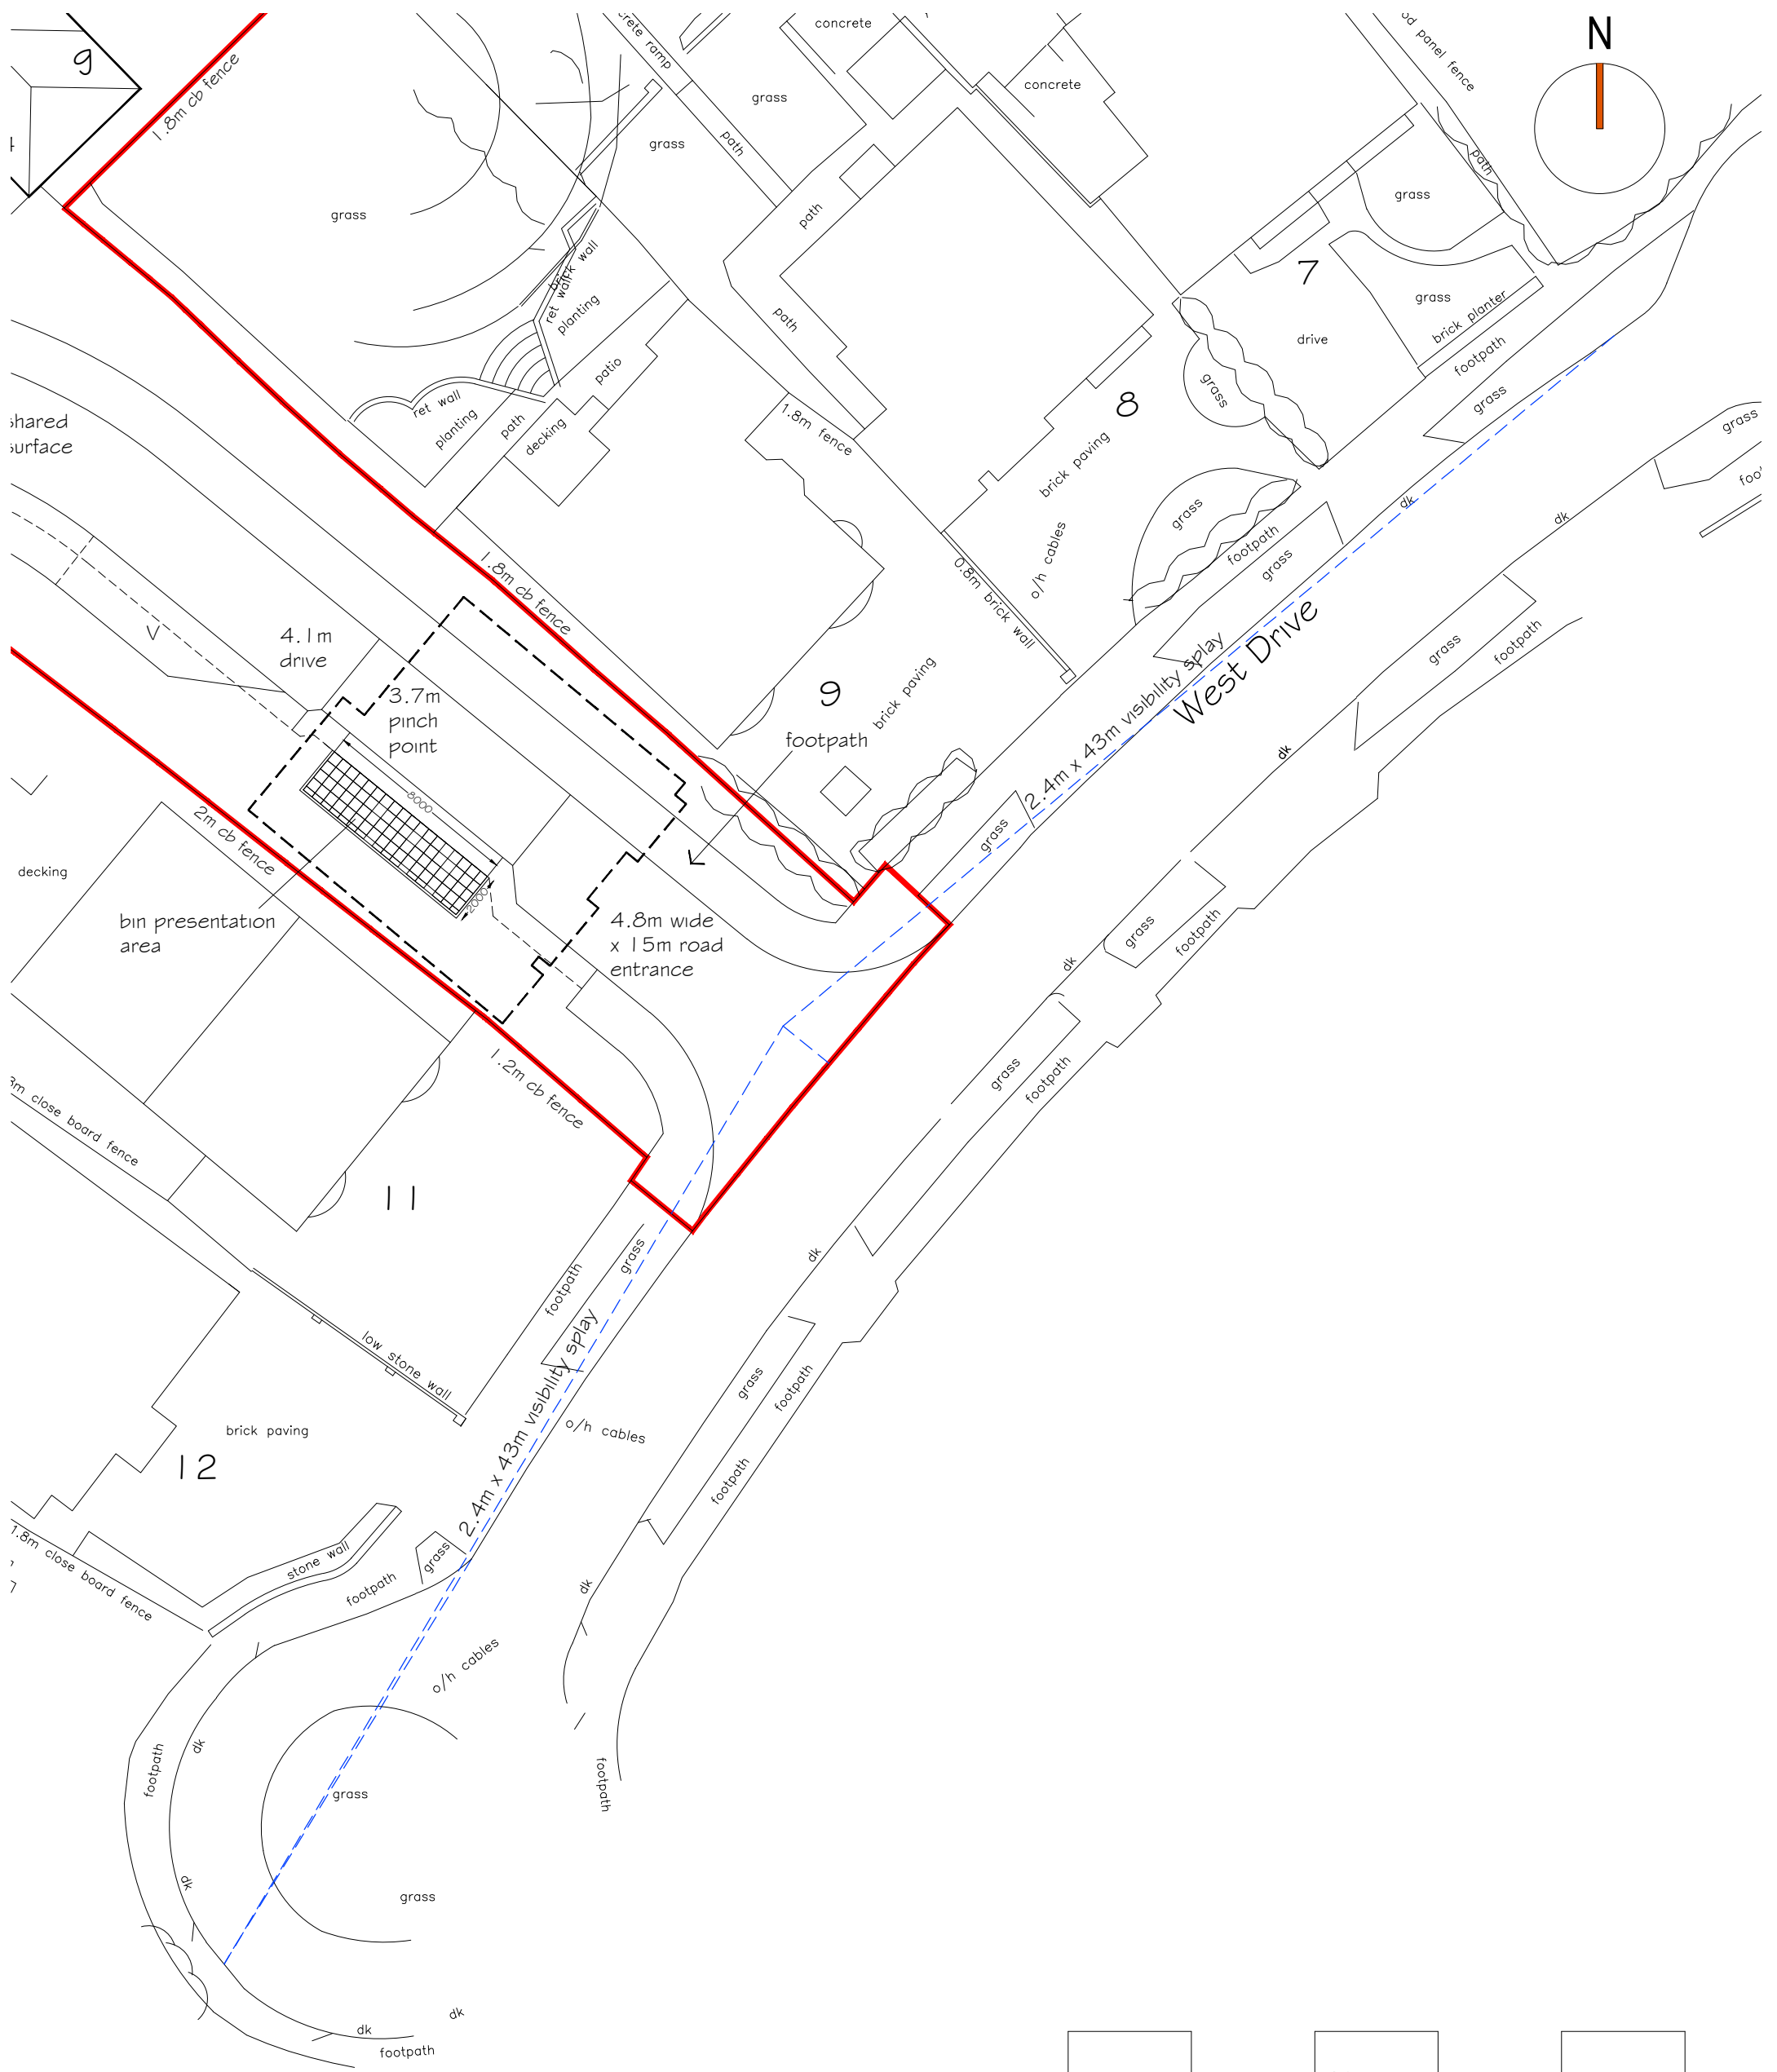 N
9
1.8m cb fence
concrete
concrete
grass
path
grass
grass
path
path
panel fence
path
grass
7
grass
brick planter
drive
footpath
grass
grass
brick wall
ret wall
planting
patio
ret wall
planting
path
decking
1.8m fence
8
brick paving
o/h cables
grass
grass
footpath
grass
dk
dk
grass
shared
surface
1.8m cb fence
0.8m brick wall
4.1m
drive
3.7m
pinch
point
9
brick paving
footpath
2.4m x 43m visibility splay
West Drive
grass
footpath
dk
grass
8000
2000
2m cb fence
decking
bin presentation
area
4.8m wide
x 15m road
entrance
grass
footpath
dk
grass
footpath
1.2m cb fence
close board fence
11
footpath
grass
dk
2.4m x 43m visibility splay
low stone wall
grass
footpath
o/h cables
brick paving
12
footpath
1.8m close board fence
stone wall
grass
footpath
dk
o/h cables
footpath
dk
grass
footpath
dk
grass
dk
dk
footpath